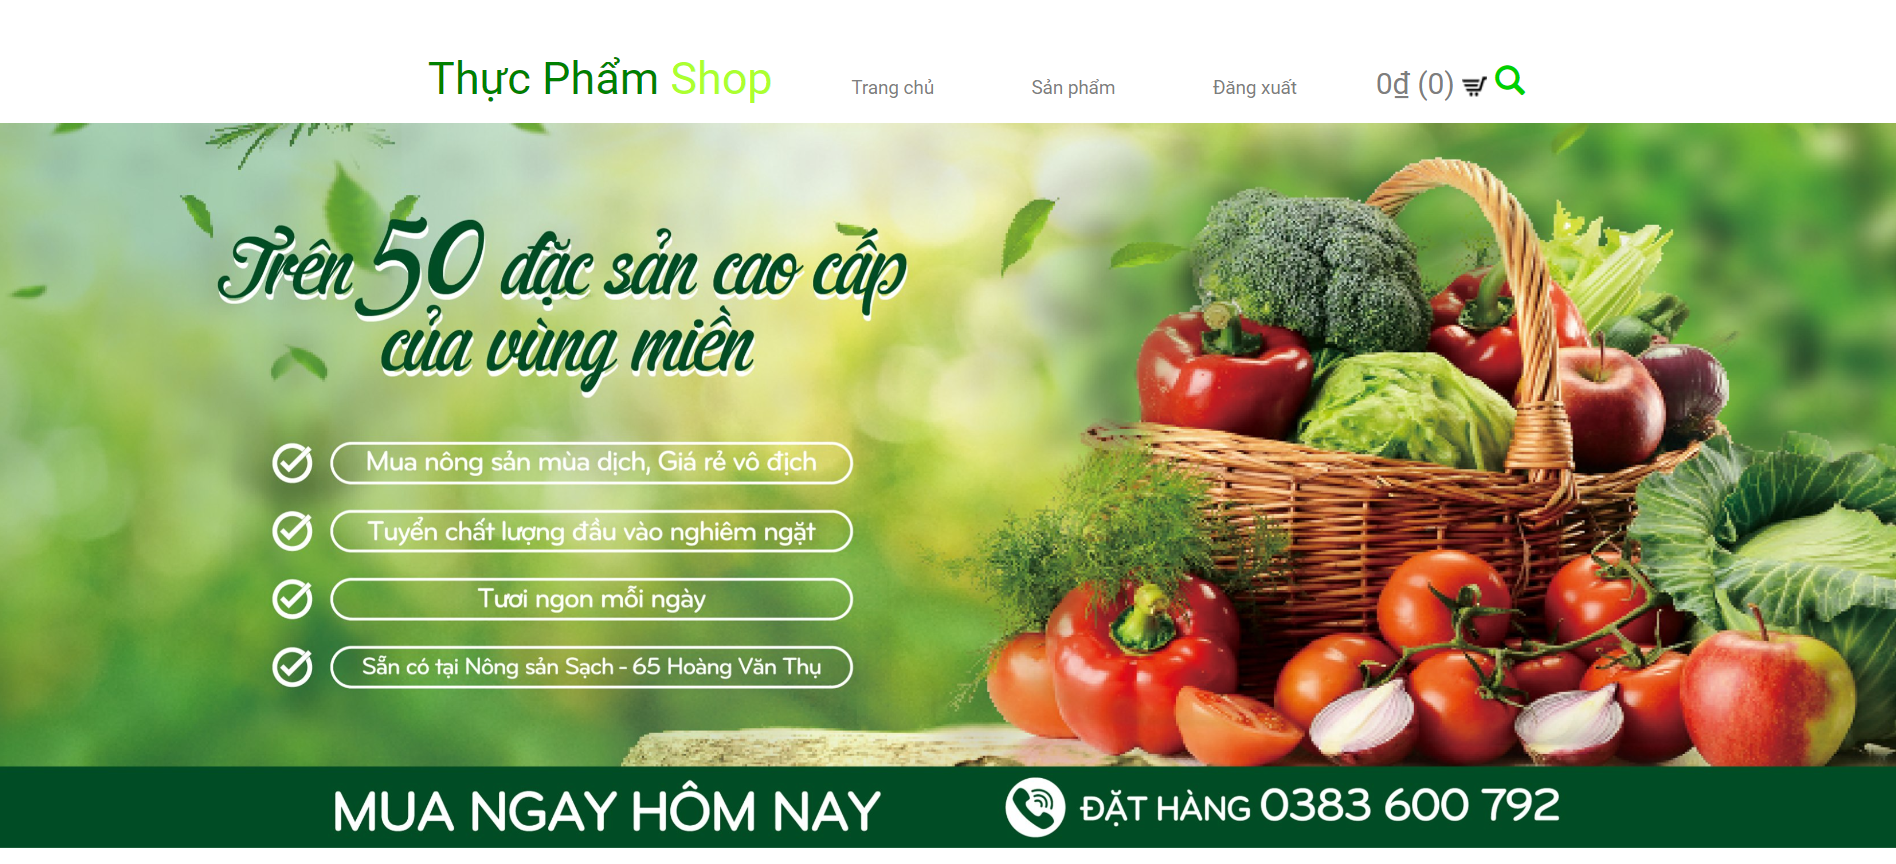 Thực Phẩm Shop
Trang chủ
Sản phẩm
Đăng xuất
0₫ (0)
Trên 50 đặc sản cao cấp
của vùng miền
Mua nông sản mùa dịch, Giá rẻ vô địch
Tuyển chất lượng đầu vào nghiêm ngặt
Tươi ngon mỗi ngày
Sẵn có tại Nông sản Sạch - 65 Hoàng Văn Thụ
MUA NGAY HÔM NAY
ĐẶT HÀNG 0383 600 792